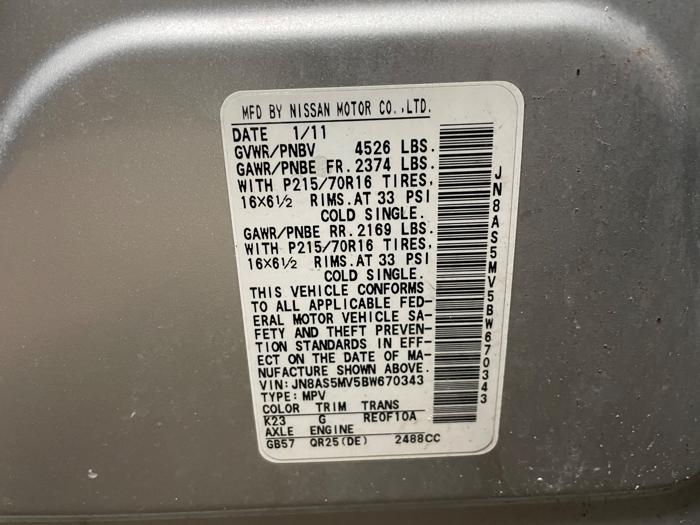 MFD BY NISSAN MOTOR CO.,LTD.
DATE 1/11
GVWR/PNBV 4526 LBS.
GAWR/PNBE FR. 2374 LBS.
WITH P215/70R16 TIRES,
16×6½ RIMS.AT 33 PSI
COLD SINGLE.
GAWR/PNBE RR. 2169 LBS.
WITH P215/70R16 TIRES,
16×6½ RIMS.AT 33 PSI
COLD SINGLE.
THIS VEHICLE CONFORMS
TO ALL APPLICABLE FED-
ERAL MOTOR VEHICLE SA-
FETY AND THEFT PREVEN-
TION STANDARDS IN EFF-
ECT ON THE DATE OF MA-
NUFACTURE SHOWN ABOVE.
VIN: JN8AS5MV5BW670343
TYPE: MPV
COLOR TRIM TRANS
K23 G RE0F10A
AXLE ENGINE
GB57 QR25(DE) 2488CC
JN8AS5MV5BW670343